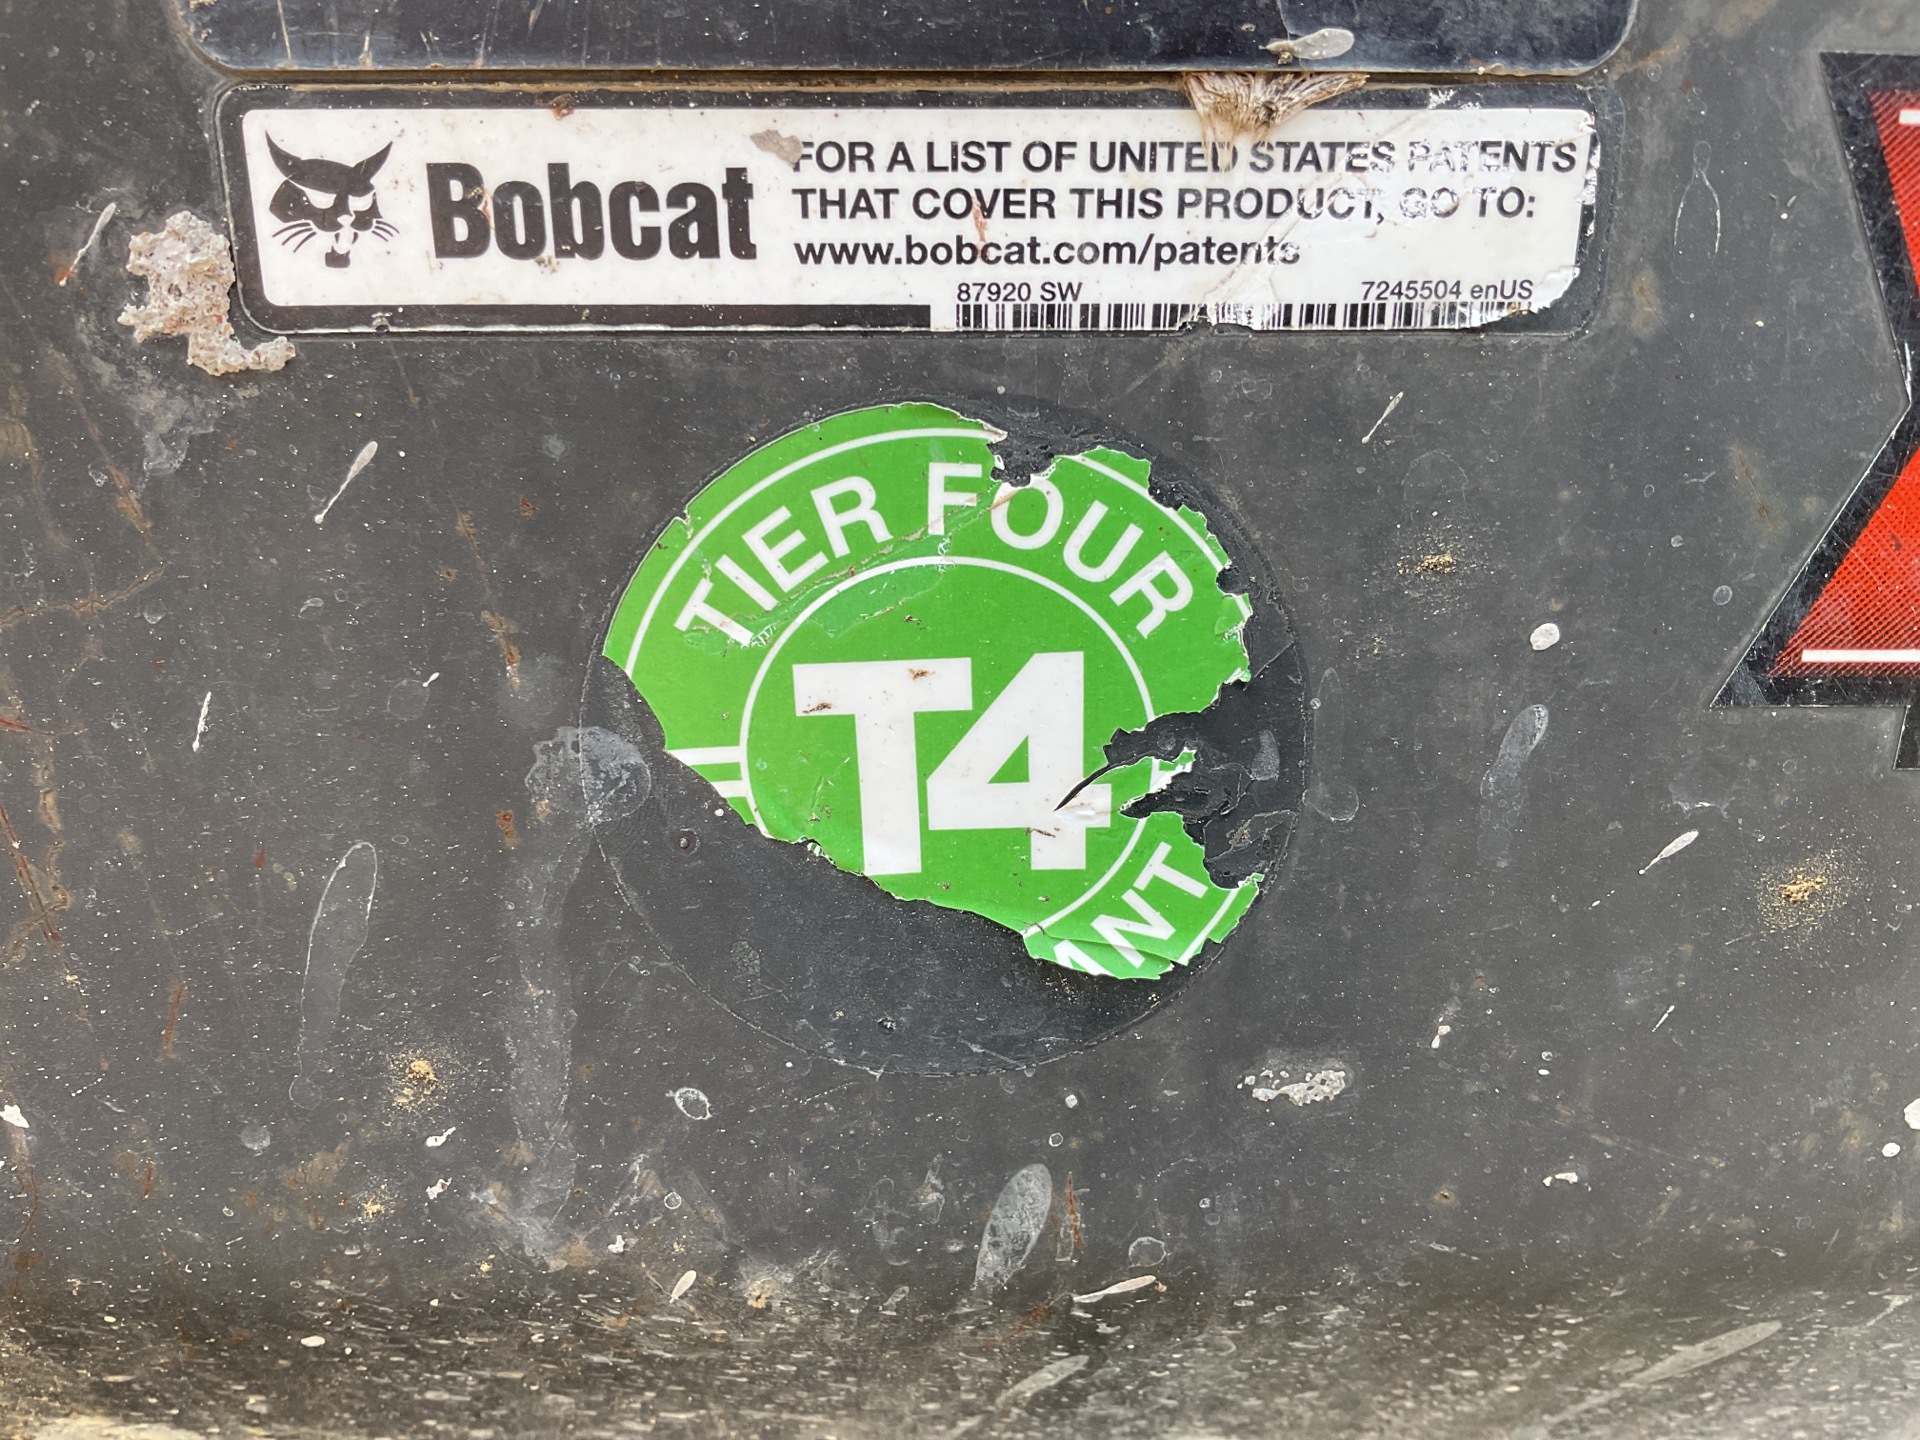 Bobcat
FOR A LIST OF UNITED STATES PATENTS
THAT COVER THIS PRODUCT, GO TO:
www.bobcat.com/patents
87920 SW 7245504 enUS
TIER FOUR
T4
ANT